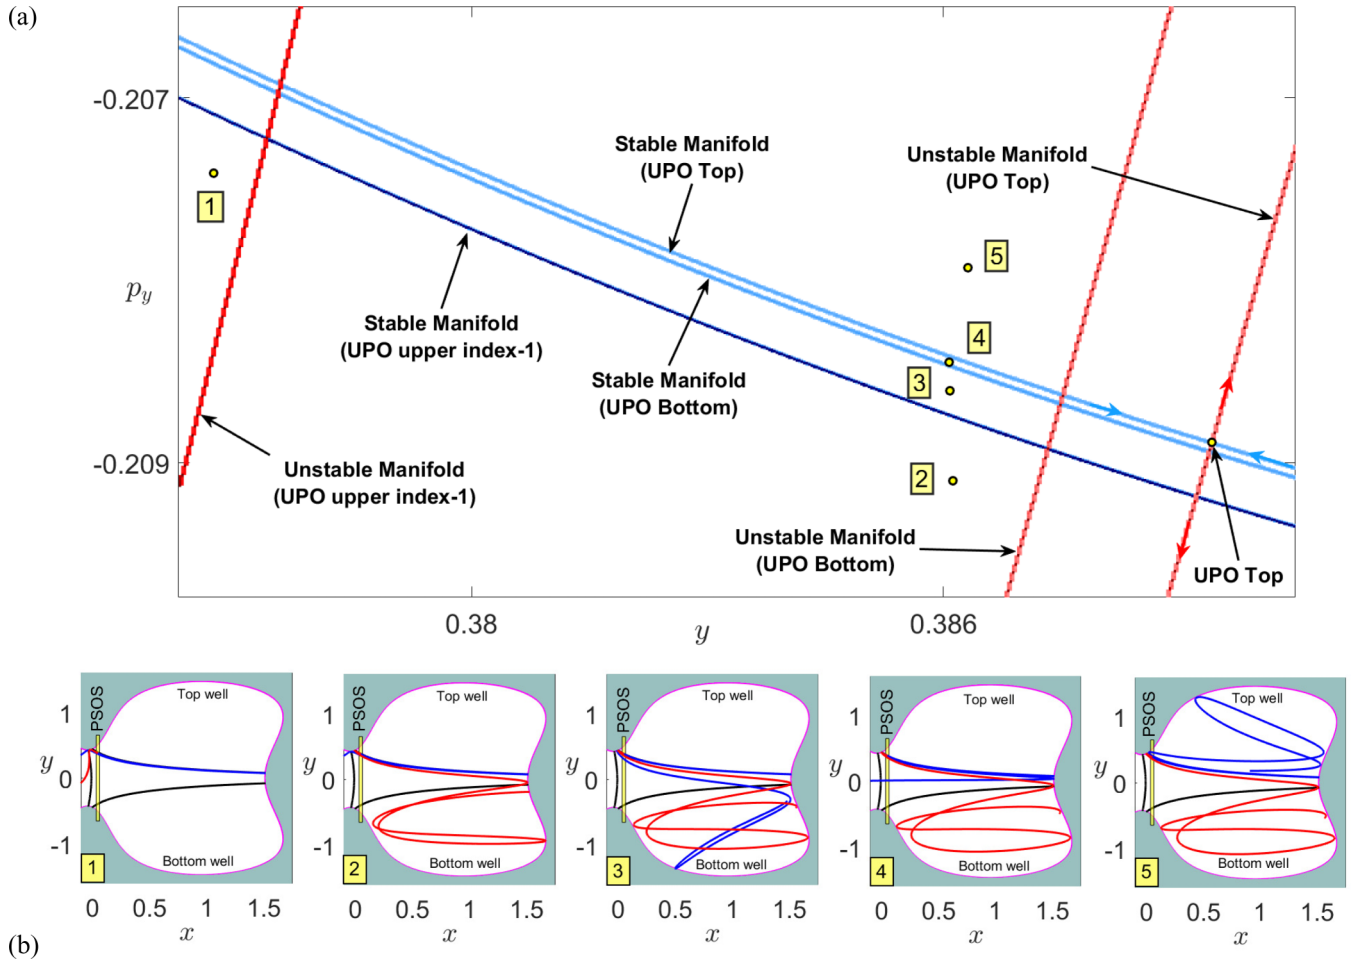 (a)
-0.207
-0.209
p_y
Stable Manifold
(UPO Top)
Unstable Manifold
(UPO Top)
1
5
4
3
2
Stable Manifold
(UPO upper index-1)
Stable Manifold
(UPO Bottom)
Unstable Manifold
(UPO upper index-1)
Unstable Manifold
(UPO Bottom)
UPO Top
0.38
y
0.386
PSOS
Top well
1
y
0
-1
Bottom well
1
0
0.5
1
1.5
x
PSOS
Top well
1
y
0
-1
Bottom well
2
0
0.5
1
1.5
x
PSOS
Top well
1
y
0
-1
Bottom well
3
0
0.5
1
1.5
x
PSOS
Top well
1
y
0
-1
Bottom well
4
0
0.5
1
1.5
x
PSOS
Top well
1
y
0
-1
Bottom well
5
0
0.5
1
1.5
x
(b)